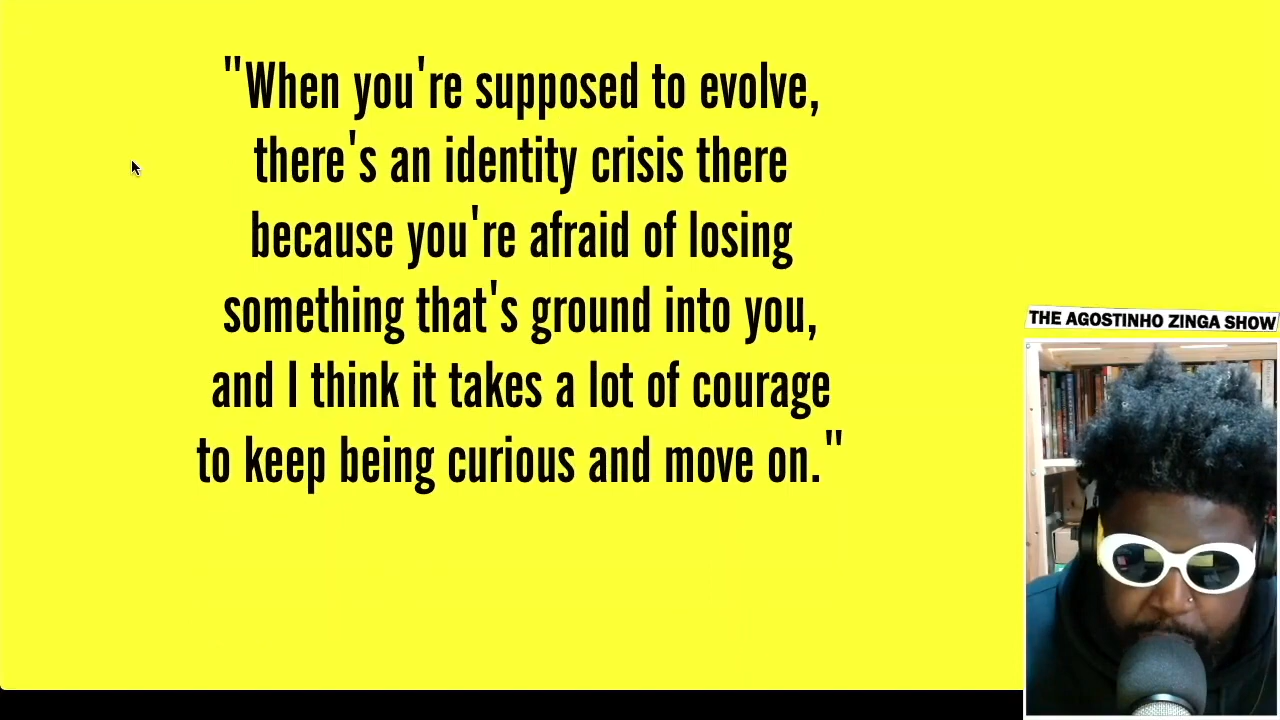 "When you're supposed to evolve,
there's an identity crisis there
because you're afraid of losing
something that's ground into you,
and I think it takes a lot of courage
to keep being curious and move on."
THE AGOSTINHO ZINGA SHOW